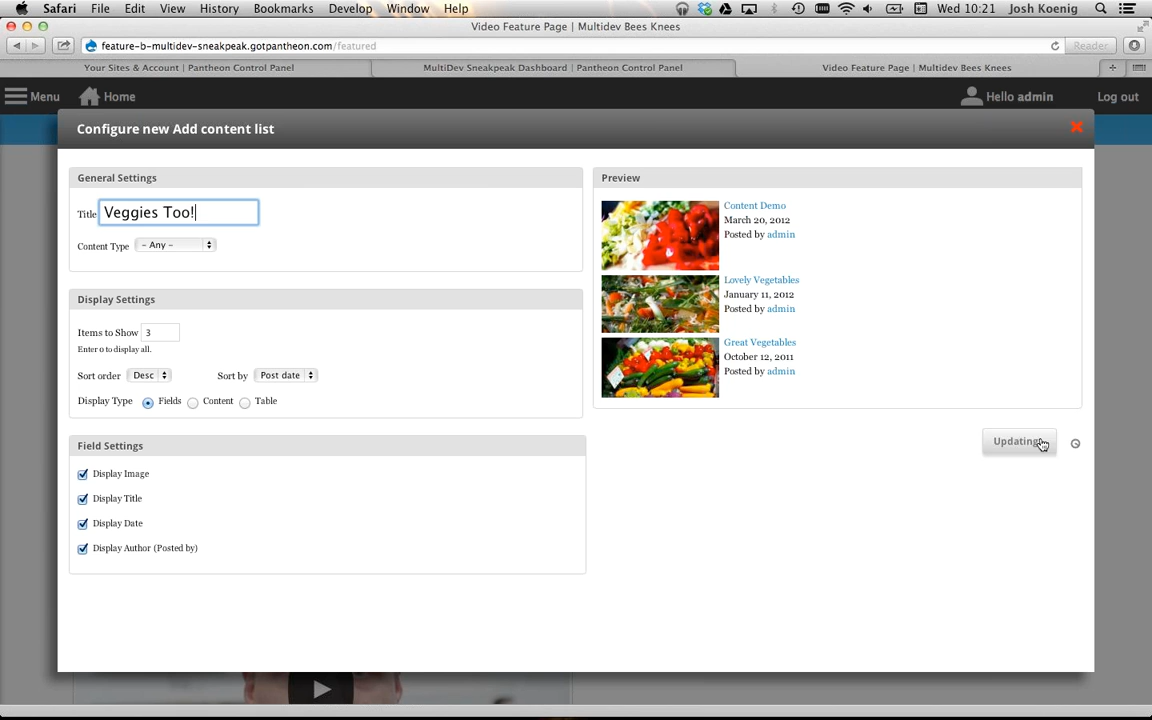 Safari File Edit View History Bookmarks Develop Window Help Wed 10:21 Josh Koenig
Video Feature Page | Multidev Bees Knees
feature-b-multidev-sneakpeak.gotpantheon.com/featured Reader
Your Sites & Account | Pantheon Control Panel MultiDev Sneakpeak Dashboard | Pantheon Control Panel Video Feature Page | Multidev Bees Knees
Menu Home Hello admin Log out
Configure new Add content list
General Settings
Title Veggies Too!
Content Type - Any -
Display Settings
Items to Show 3
Enter 0 to display all.
Sort order Desc Sort by Post date
Display Type Fields Content Table
Field Settings
Display Image
Display Title
Display Date
Display Author (Posted by)
Preview
Content Demo
March 20, 2012
Posted by admin
Lovely Vegetables
January 11, 2012
Posted by admin
Great Vegetables
October 12, 2011
Posted by admin
Updating